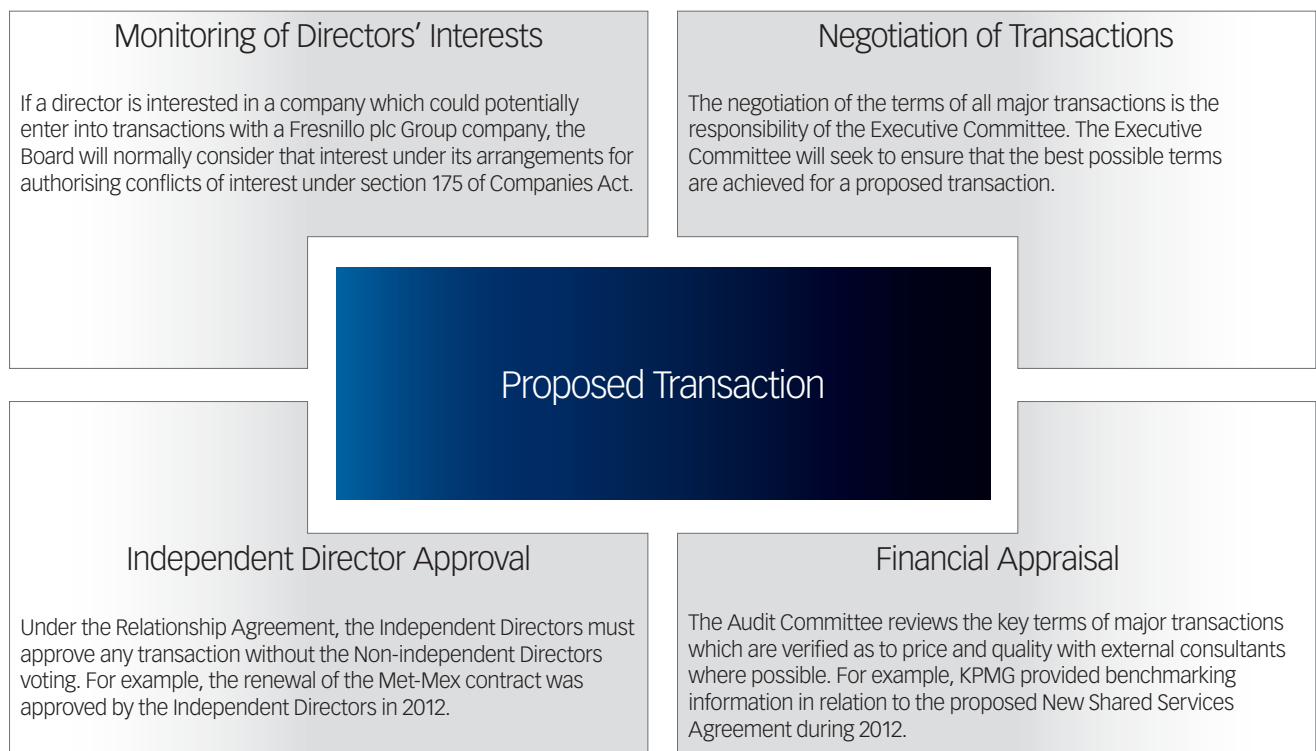 Monitoring of Directors' Interests
If a director is interested in a company which could potentially
enter into transactions with a Fresnillo plc Group company, the
Board will normally consider that interest under its arrangements for
authorising conflicts of interest under section 175 of Companies Act.
Negotiation of Transactions
The negotiation of the terms of all major transactions is the
responsibility of the Executive Committee. The Executive
Committee will seek to ensure that the best possible terms
are achieved for a proposed transaction.
Proposed Transaction
Independent Director Approval
Under the Relationship Agreement, the Independent Directors must
approve any transaction without the Non-independent Directors
voting. For example, the renewal of the Met-Mex contract was
approved by the Independent Directors in 2012.
Financial Appraisal
The Audit Committee reviews the key terms of major transactions
which are verified as to price and quality with external consultants
where possible. For example, KPMG provided benchmarking
information in relation to the proposed New Shared Services
Agreement during 2012.